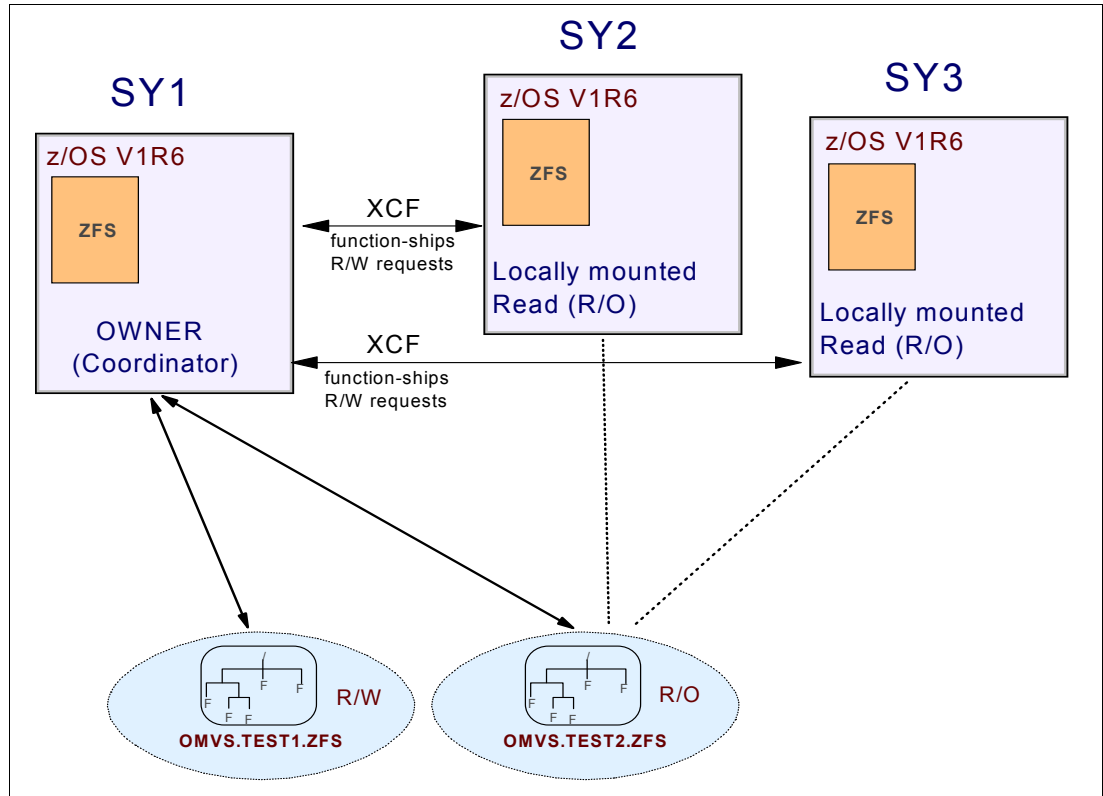 SY1
SY2
SY3
z/OS V1R6
ZFS
OWNER
(Coordinator)
XCF
function-ships
R/W requests
XCF
function-ships
R/W requests
z/OS V1R6
ZFS
Locally mounted
Read (R/O)
z/OS V1R6
ZFS
Locally mounted
Read (R/O)
/
F
F
F
F
F
R/W
OMVS.TEST1.ZFS
/
F
F
F
F
F
R/O
OMVS.TEST2.ZFS